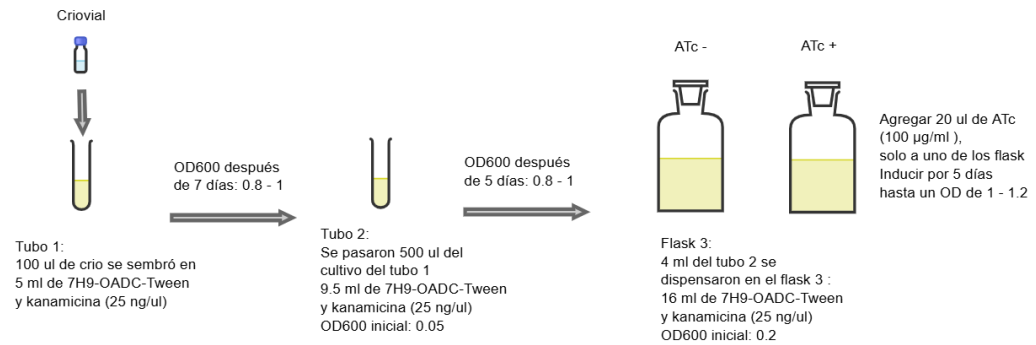 Criovial
Tubo 1:
100 ul de crio se sembró en
5 ml de 7H9-OADC-Tween
y kanamicina (25 ng/ul)
OD600 después
de 7 días: 0.8 - 1
Tubo 2:
Se pasaron 500 ul del
cultivo del tubo 1
9.5 ml de 7H9-OADC-Tween
y kanamicina (25 ng/ul)
OD600 inicial: 0.05
OD600 después
de 5 días: 0.8 - 1
ATc -
ATc +
Flask 3:
4 ml del tubo 2 se
dispensaron en el flask 3 :
16 ml de 7H9-OADC-Tween
y kanamicina (25 ng/ul)
OD600 inicial: 0.2
Agregar 20 ul de ATc
(100 µg/ml ),
solo a uno de los flask
Inducir por 5 días
hasta un OD de 1 - 1.2